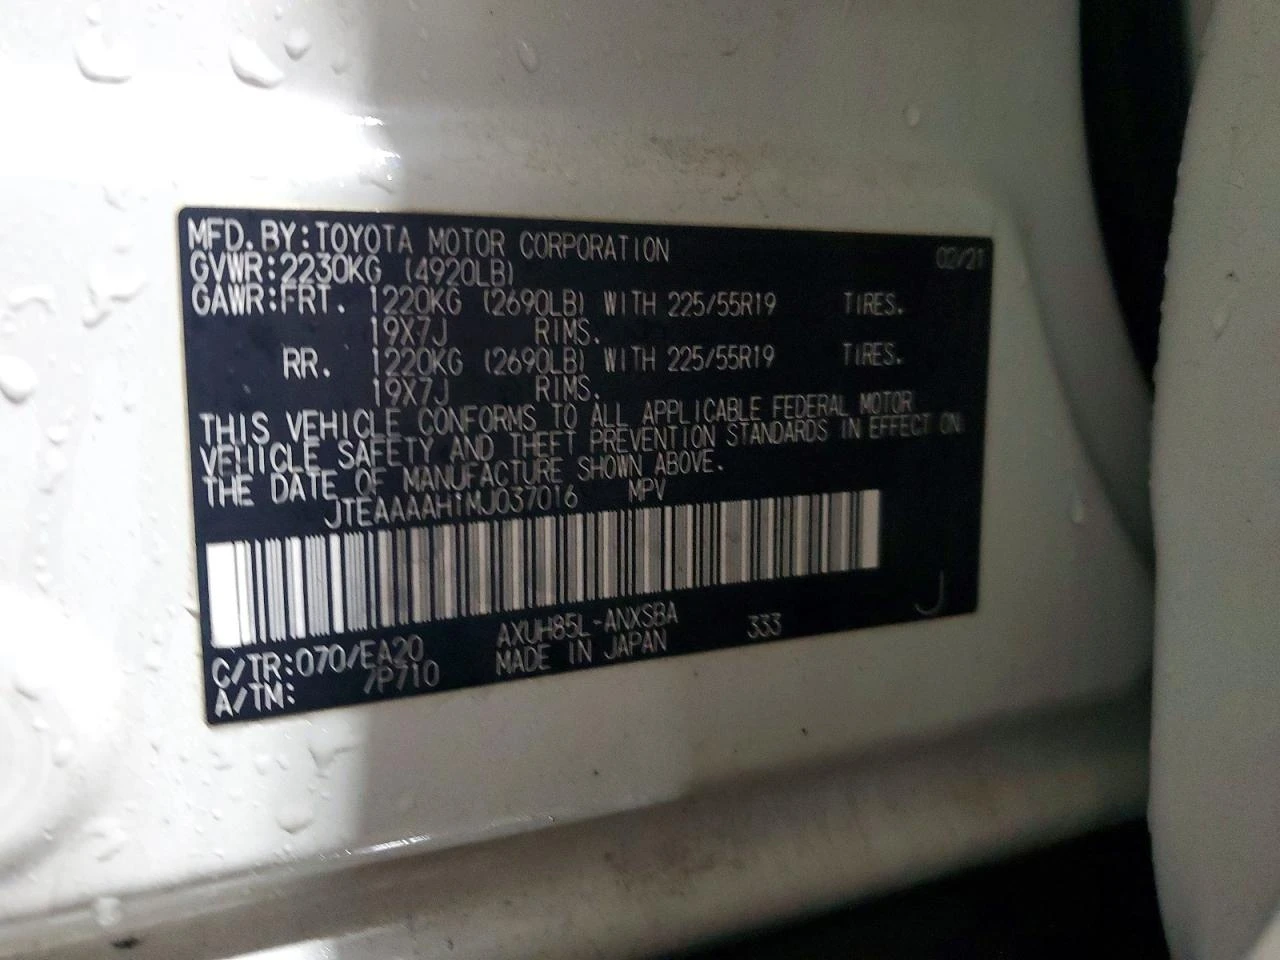 MFD.BY:TOYOTA MOTOR CORPORATION 02/21
GVWR:2230KG (4920LB)
GAWR:FRT. 1220KG (2690LB) WITH 225/55R19 TIRES.
19X7J RIMS.
RR. 1220KG (2690LB) WITH 225/55R19 TIRES.
19X7J RIMS.
THIS VEHICLE CONFORMS TO ALL APPLICABLE FEDERAL MOTOR
VEHICLE SAFETY AND THEFT PREVENTION STANDARDS IN EFFECT ON
THE DATE OF MANUFACTURE SHOWN ABOVE.
JTEAAAAH1MJ037016 MPV
J
AXUH85L-ANXSBA 333
C/TR:070/EA20 MADE IN JAPAN
A/TM: /P710